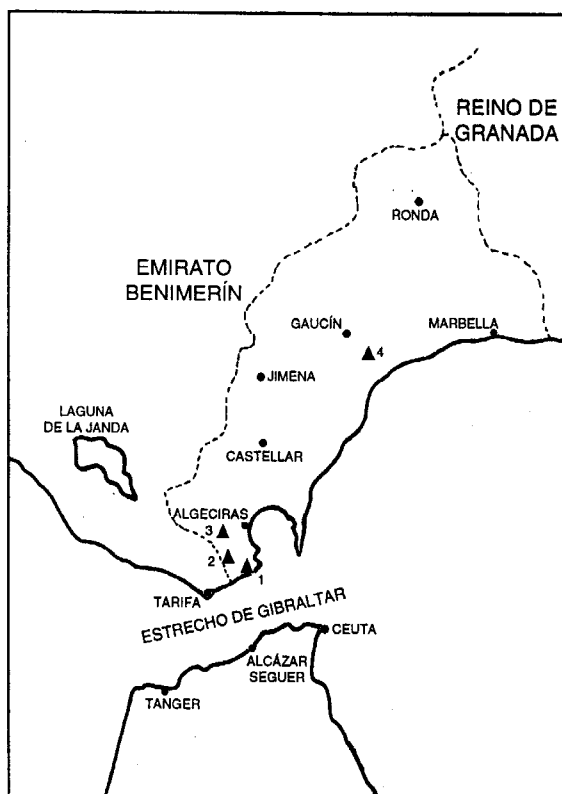 REINO DE
GRANADA
RONDA
EMIRATO
BENIMERÍN
GAUCÍN
MARBELLA
4
JIMENA
LAGUNA
DE LA JANDA
CASTELLAR
ALGECIRAS
3
2
1
TARIFA
ESTRECHO DE GIBRALTAR
CEUTA
ALCÁZAR
SEGUER
TANGER